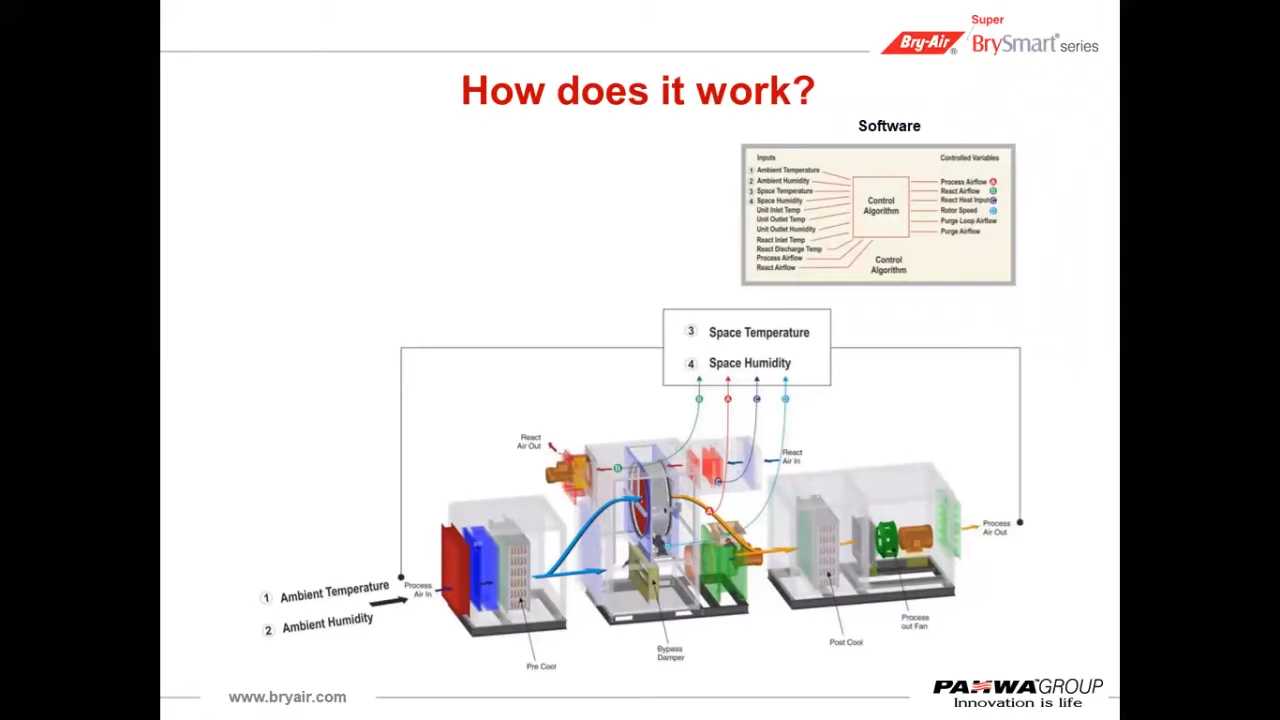 Super
Bry-Air® BrySmart® series
How does it work?
Software
Inputs
Controlled Variables
1 Ambient Temperature
2 Ambient Humidity
3 Space Temperature
4 Space Humidity
Unit Inlet Temp
Unit Outlet Temp
Unit Outlet Humidity
React Inlet Temp
React Discharge Temp
Process Airflow
React Airflow
Control
Algorithm
Process Airflow A
React Airflow B
React Heat Input C
Rotor Speed D
Purge Loop Airflow
Purge Airflow
Control
Algorithm
3 Space Temperature
4 Space Humidity
B A C D
React
Air Out
React
Air In
B
C
A
Process
Air Out
Process
Air In
1 Ambient Temperature
2 Ambient Humidity
Pre Cool
Bypass
Damper
Post Cool
Process
out Fan
www.bryair.com
PAHWA GROUP
Innovation is life